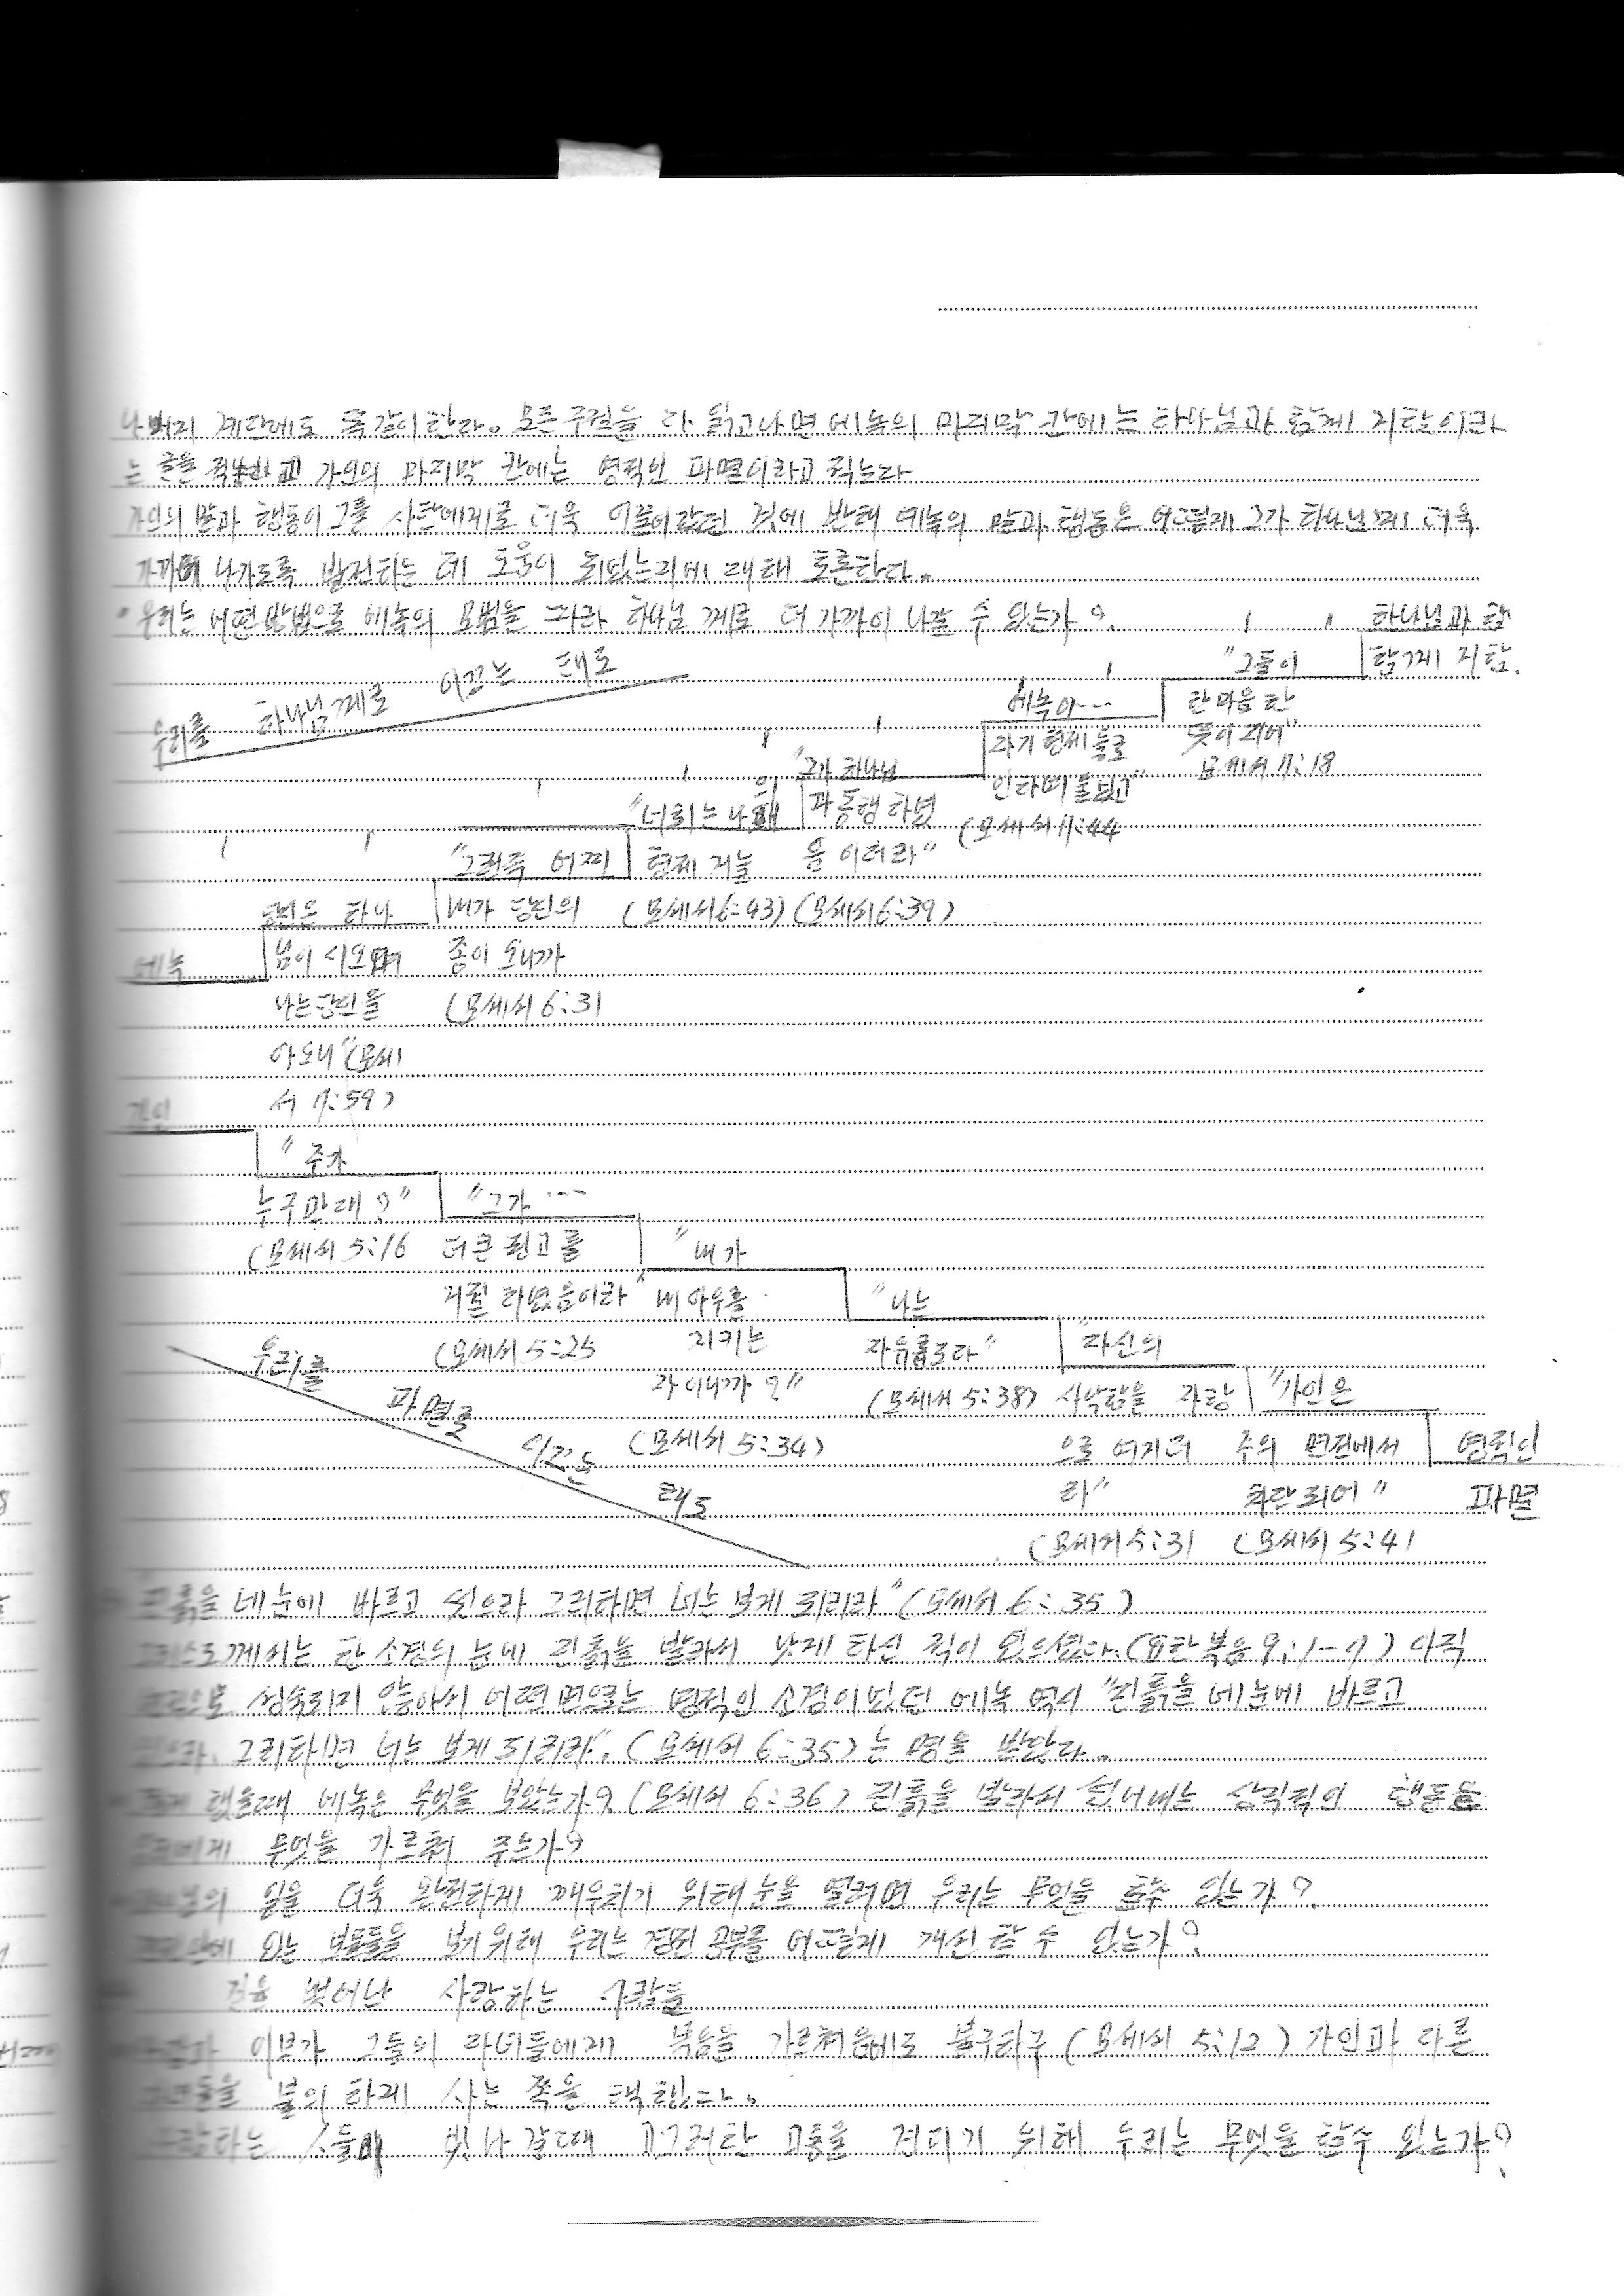 나머지 계단에도 똑같이 한다. 모든 구절을 다 읽고나면 에녹의 마지막 칸에는 하나님과 함께 거함이라
는 글을 적고 가인의 마지막 칸에는 영적인 파멸이라고 적는다
가인의 말과 행동이 그를 사탄에게로 더욱 이끌어갔던 것에 반해 에녹의 말과 행동은 어떻게 그가 하나님께 더욱
가까이 나가도록 발전하는 데 도움이 되었는지에 대해 토론한다.
• 우리는 어떤방법으로 에녹의 모범을 따라 하나님 께로 더 가까이 나갈 수 있는가?
우리를 하나님께로 이끄는 태도
하나님과 함
함께 거함.
"그들이
한마음 한
뜻이 되어"
모세서 7:18
에녹이---
자기 형제들로
(모세서 7:44
"그가 하나님
과 동행 하였
음 이러라"
(모세서 6:39)
"너희는 나의
형제 거늘
(모세서 6:43)
"그러즉 어찌
내가 당신의
종이 되니까
(모세서 6:31
당신은 하나
님이 시오며
나는 당신을
아오니"(모세
서 7:59)
에녹
가인
"주가
누구관대?"
(모세서 5:16
"그가 ---
더 큰 권고를
거절 하였음이라"
(모세서 5:25
"내가
내 아우를
지키는
자 이니까?"
(모세서 5:34)
"나는
자유롭도다"
(모세서 5:38)
"자신의
사악함을 자랑
으로 여기더
라"
(모세서 5:31
"가인은
주의 면전에서
차단 되어"
(모세서 5:41
영적인
파멸
우리를 파멸로 이끄는 태도
진흙을 네 눈에 바르고 씻으라 그리하면 너는 보게 되리라"(모세서 6:35)
그리스도께서는 한 소경의 눈에 진흙을 발라서 낫게 하신 적이 있으셨다.(요한복음 9:1-7) 아직
성숙되지 않아서 어떤 면으로는 영적인 소경이었던 에녹 역시 "진흙을 네 눈에 바르고
씻으라. 그리하면 너는 보게 되리라".(모세서 6:35)는 명을 받았다.
그렇게 했을때 에녹은 무엇을 보았는가?(모세서 6:36) 진흙을 발라서 씻어내는 상징적인 행동은
우리에게 무엇을 가르쳐 주는가?
하나님의 일을 더욱 완전하게 깨우치기 위해 눈을 열려면 우리는 무엇을 할수 있는가?
경전안에 있는 보물들을 보기위해 우리는 경전 공부를 어떻게 개선 할 수 있는가?
길을 벗어난 사랑하는 사람들
아담과 이브가 그들의 자녀들에게 복음을 가르쳐음에도 불구하구 (모세서 5:12) 가인과 다른
자녀들을 불의 하게 사는 쪽을 택했다.
사랑하는 이들이 빗나 갈때 그러한 고통을 견디기 위해 우리는 무엇을 할수 있는가?